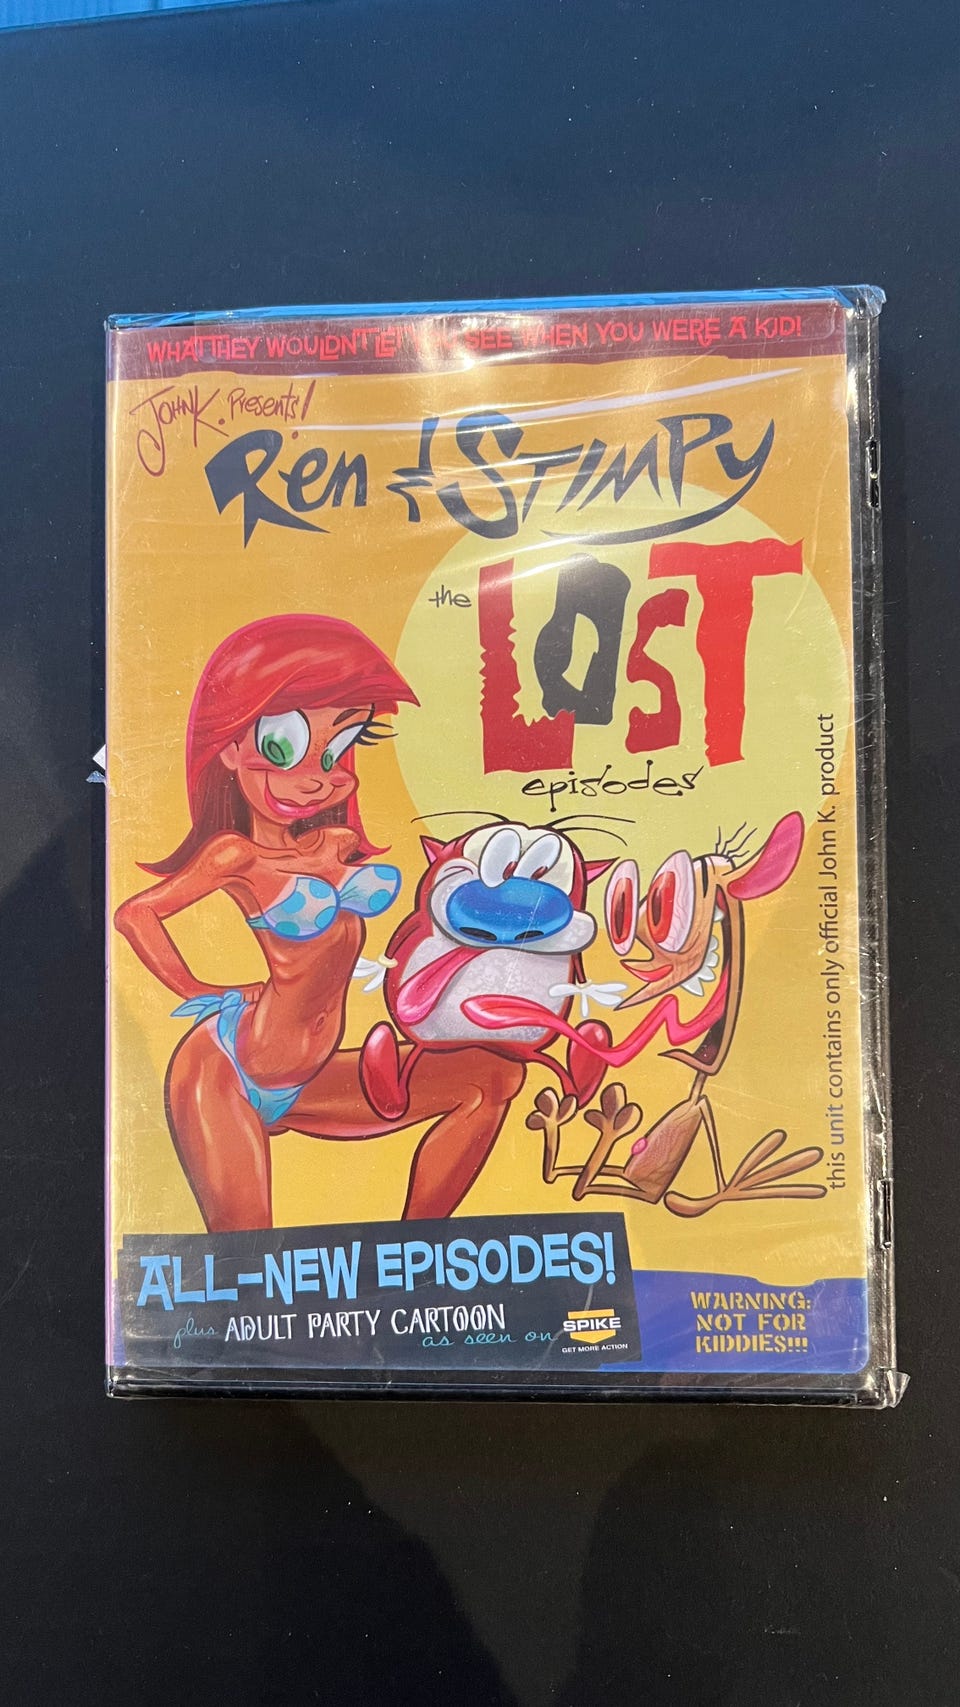 WHAT THEY WOULDN'T LET YOU SEE WHEN YOU WERE A KID!
JOHN K. Presents!
Ren & STIMPY
the LOST
episodes
this unit contains only official John K. product
ALL-NEW EPISODES!
plus ADULT PARTY CARTOON
as seen on
SPIKE
GET MORE ACTION
WARNING:
NOT FOR
KIDDIES!!!